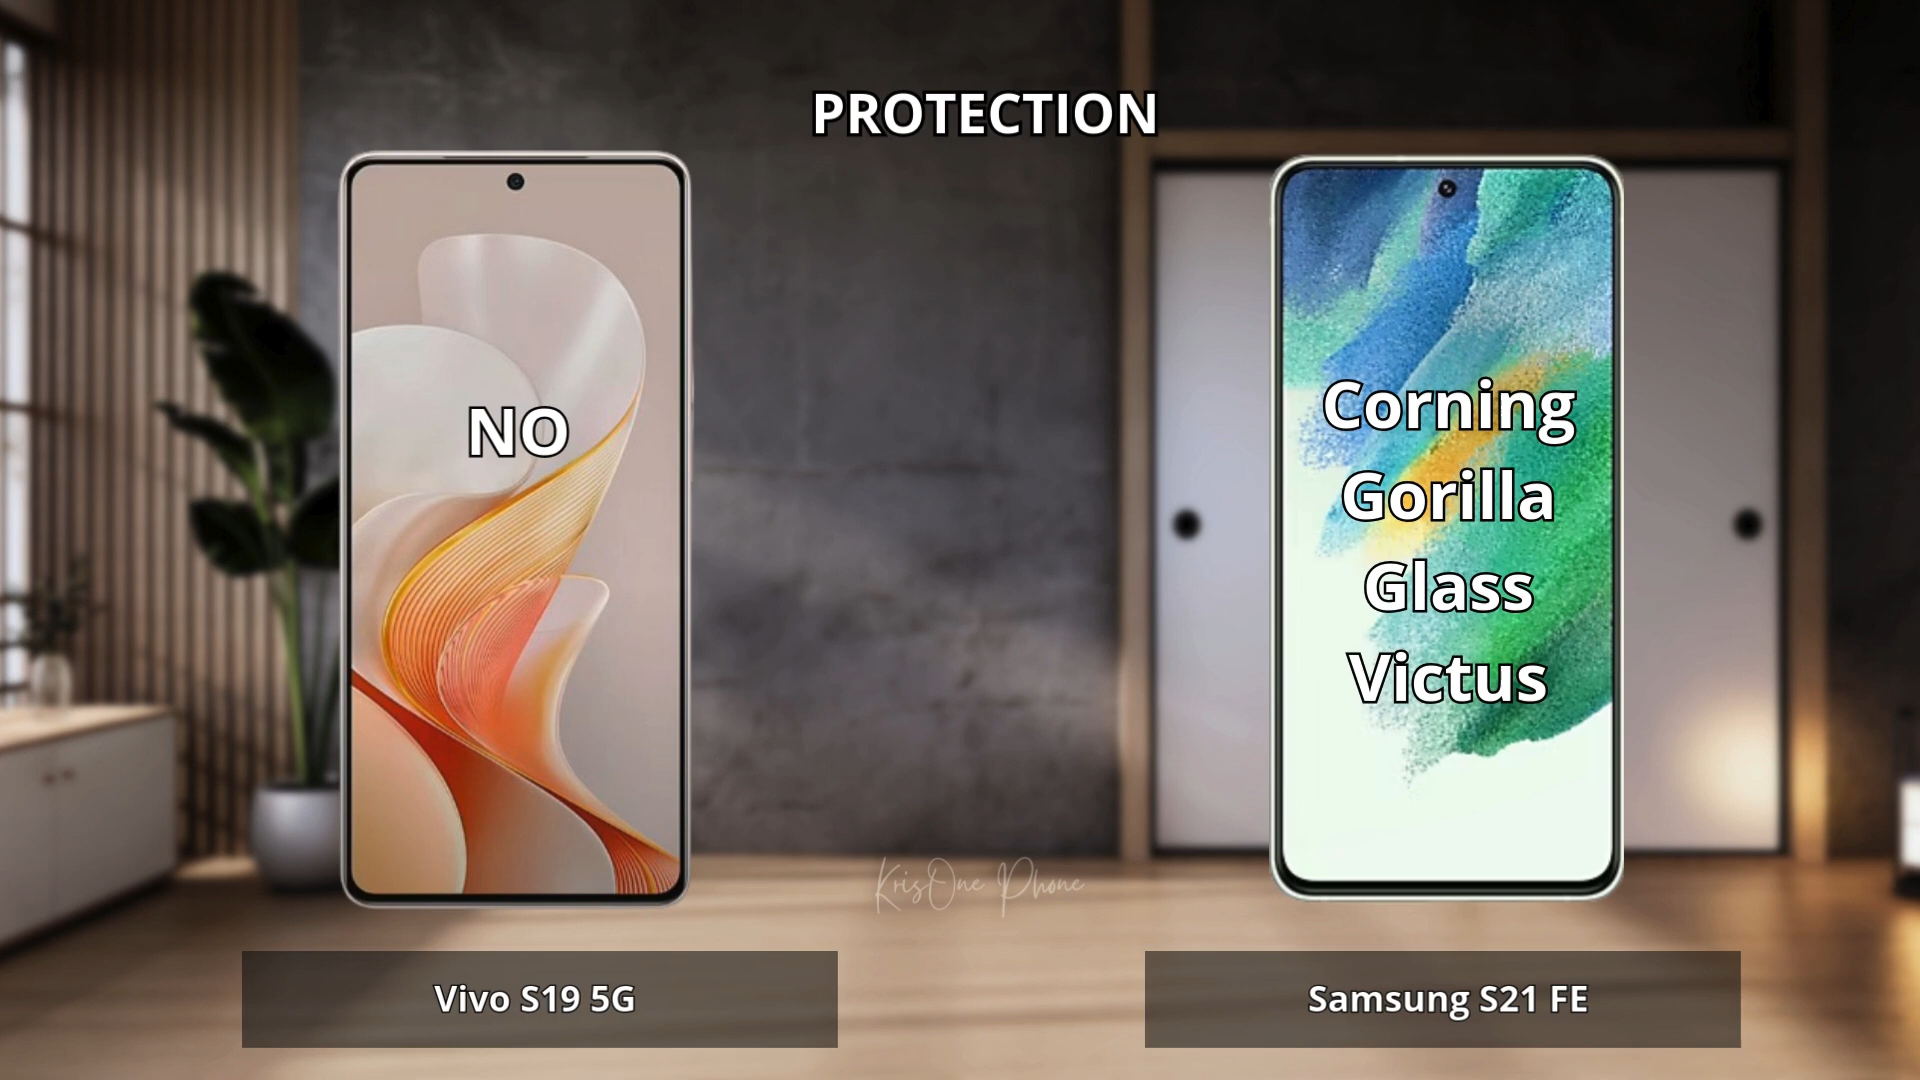 PROTECTION
NO
Corning
Gorilla
Glass
Victus
KrisOne Phone
Vivo S19 5G
Samsung S21 FE